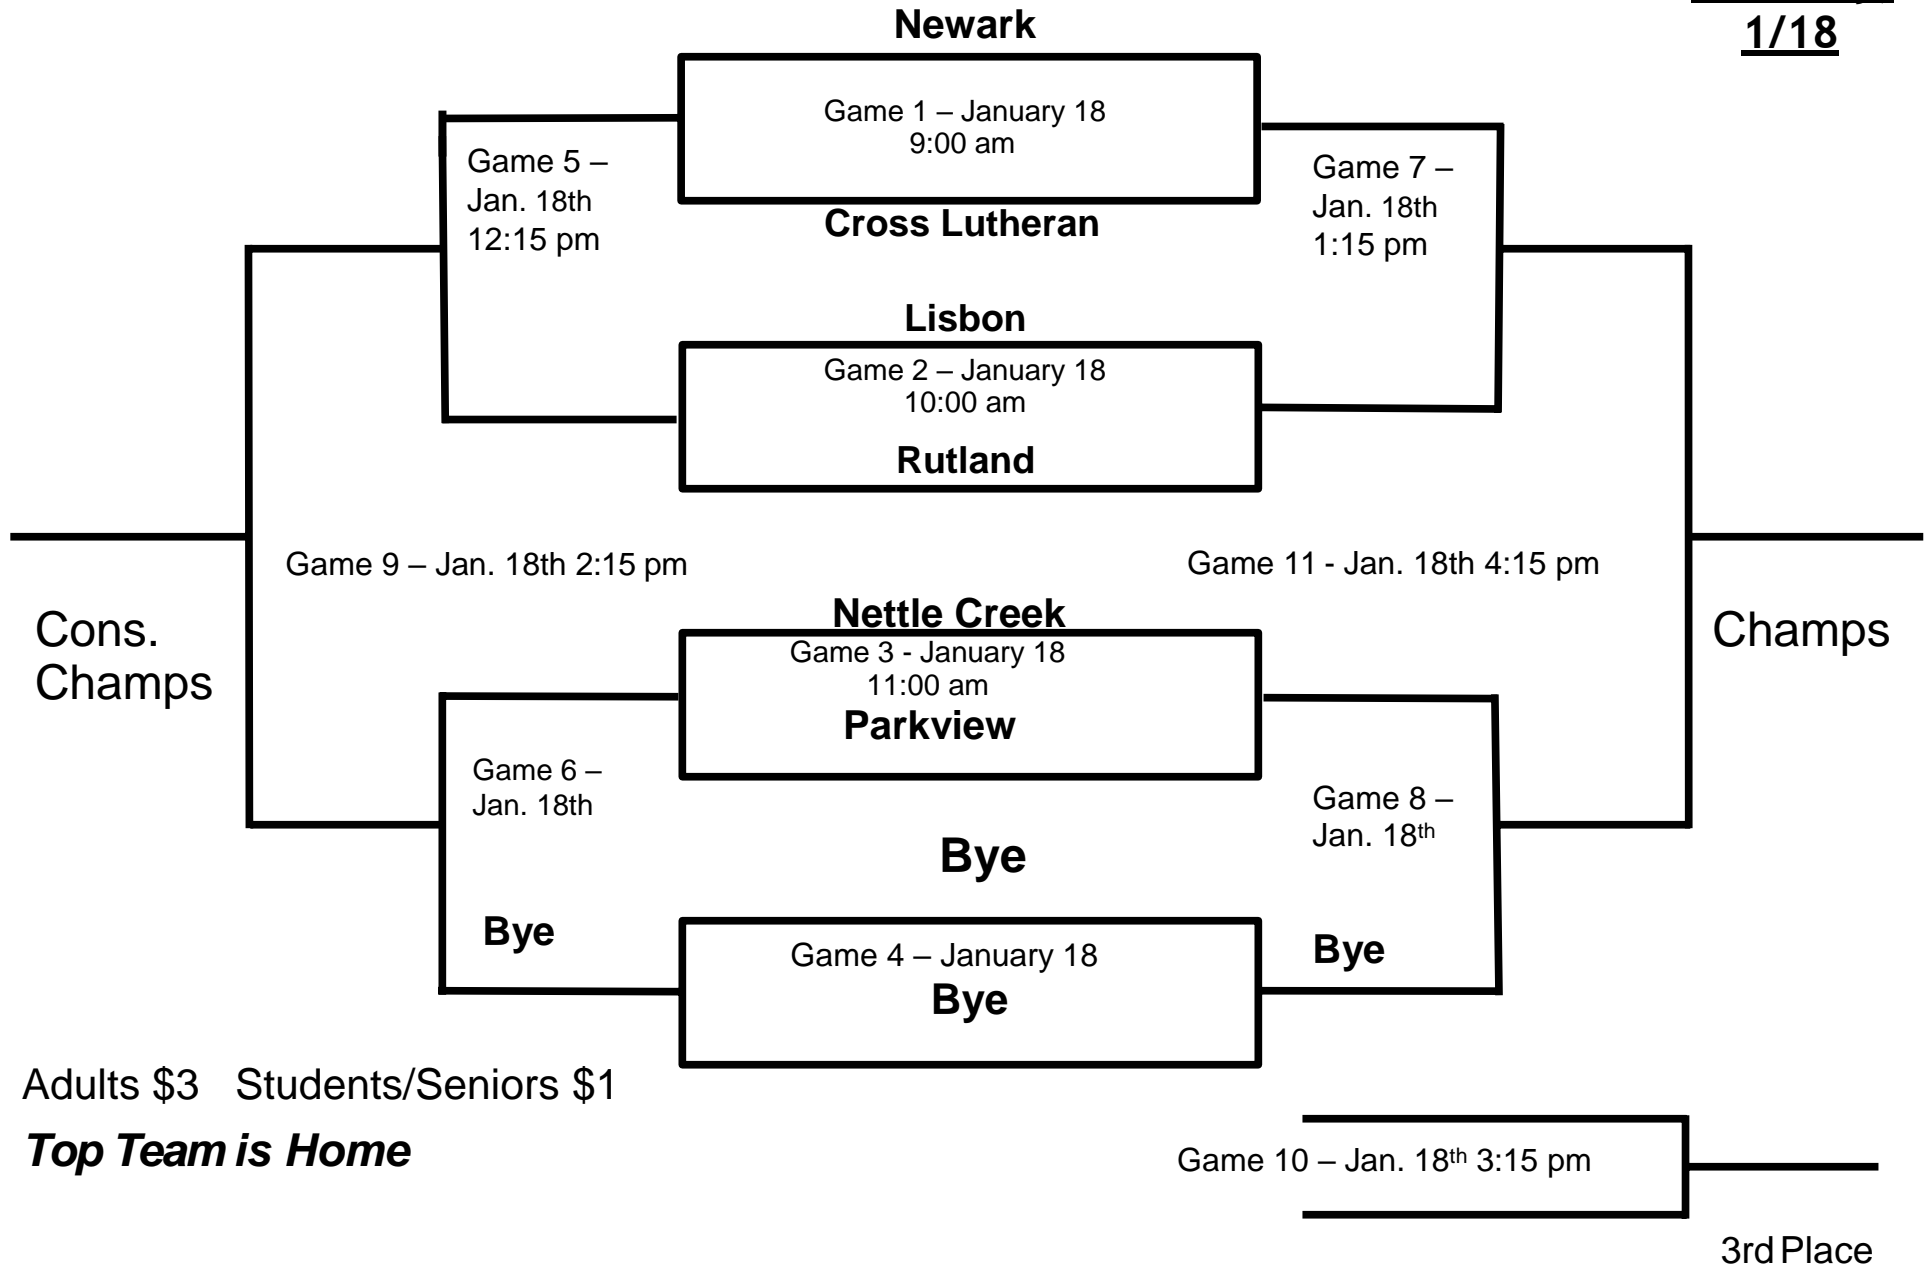 Newark
1/18
Game 1 – January 18
9:00 am
Game 5 –
Jan. 18th
12:15 pm
Game 7 –
Jan. 18th
1:15 pm
Cross Lutheran
Lisbon
Game 2 – January 18
10:00 am
Rutland
Game 9 – Jan. 18th 2:15 pm
Game 11 - Jan. 18th 4:15 pm
Cons.
Champs
Champs
Nettle Creek
Game 3 - January 18
11:00 am
Parkview
Game 6 –
Jan. 18th
Game 8 –
Jan. 18th
Bye
Bye
Bye
Game 4 – January 18
Bye
Adults $3 Students/Seniors $1
Top Team is Home
Game 10 – Jan. 18th 3:15 pm
3rd Place